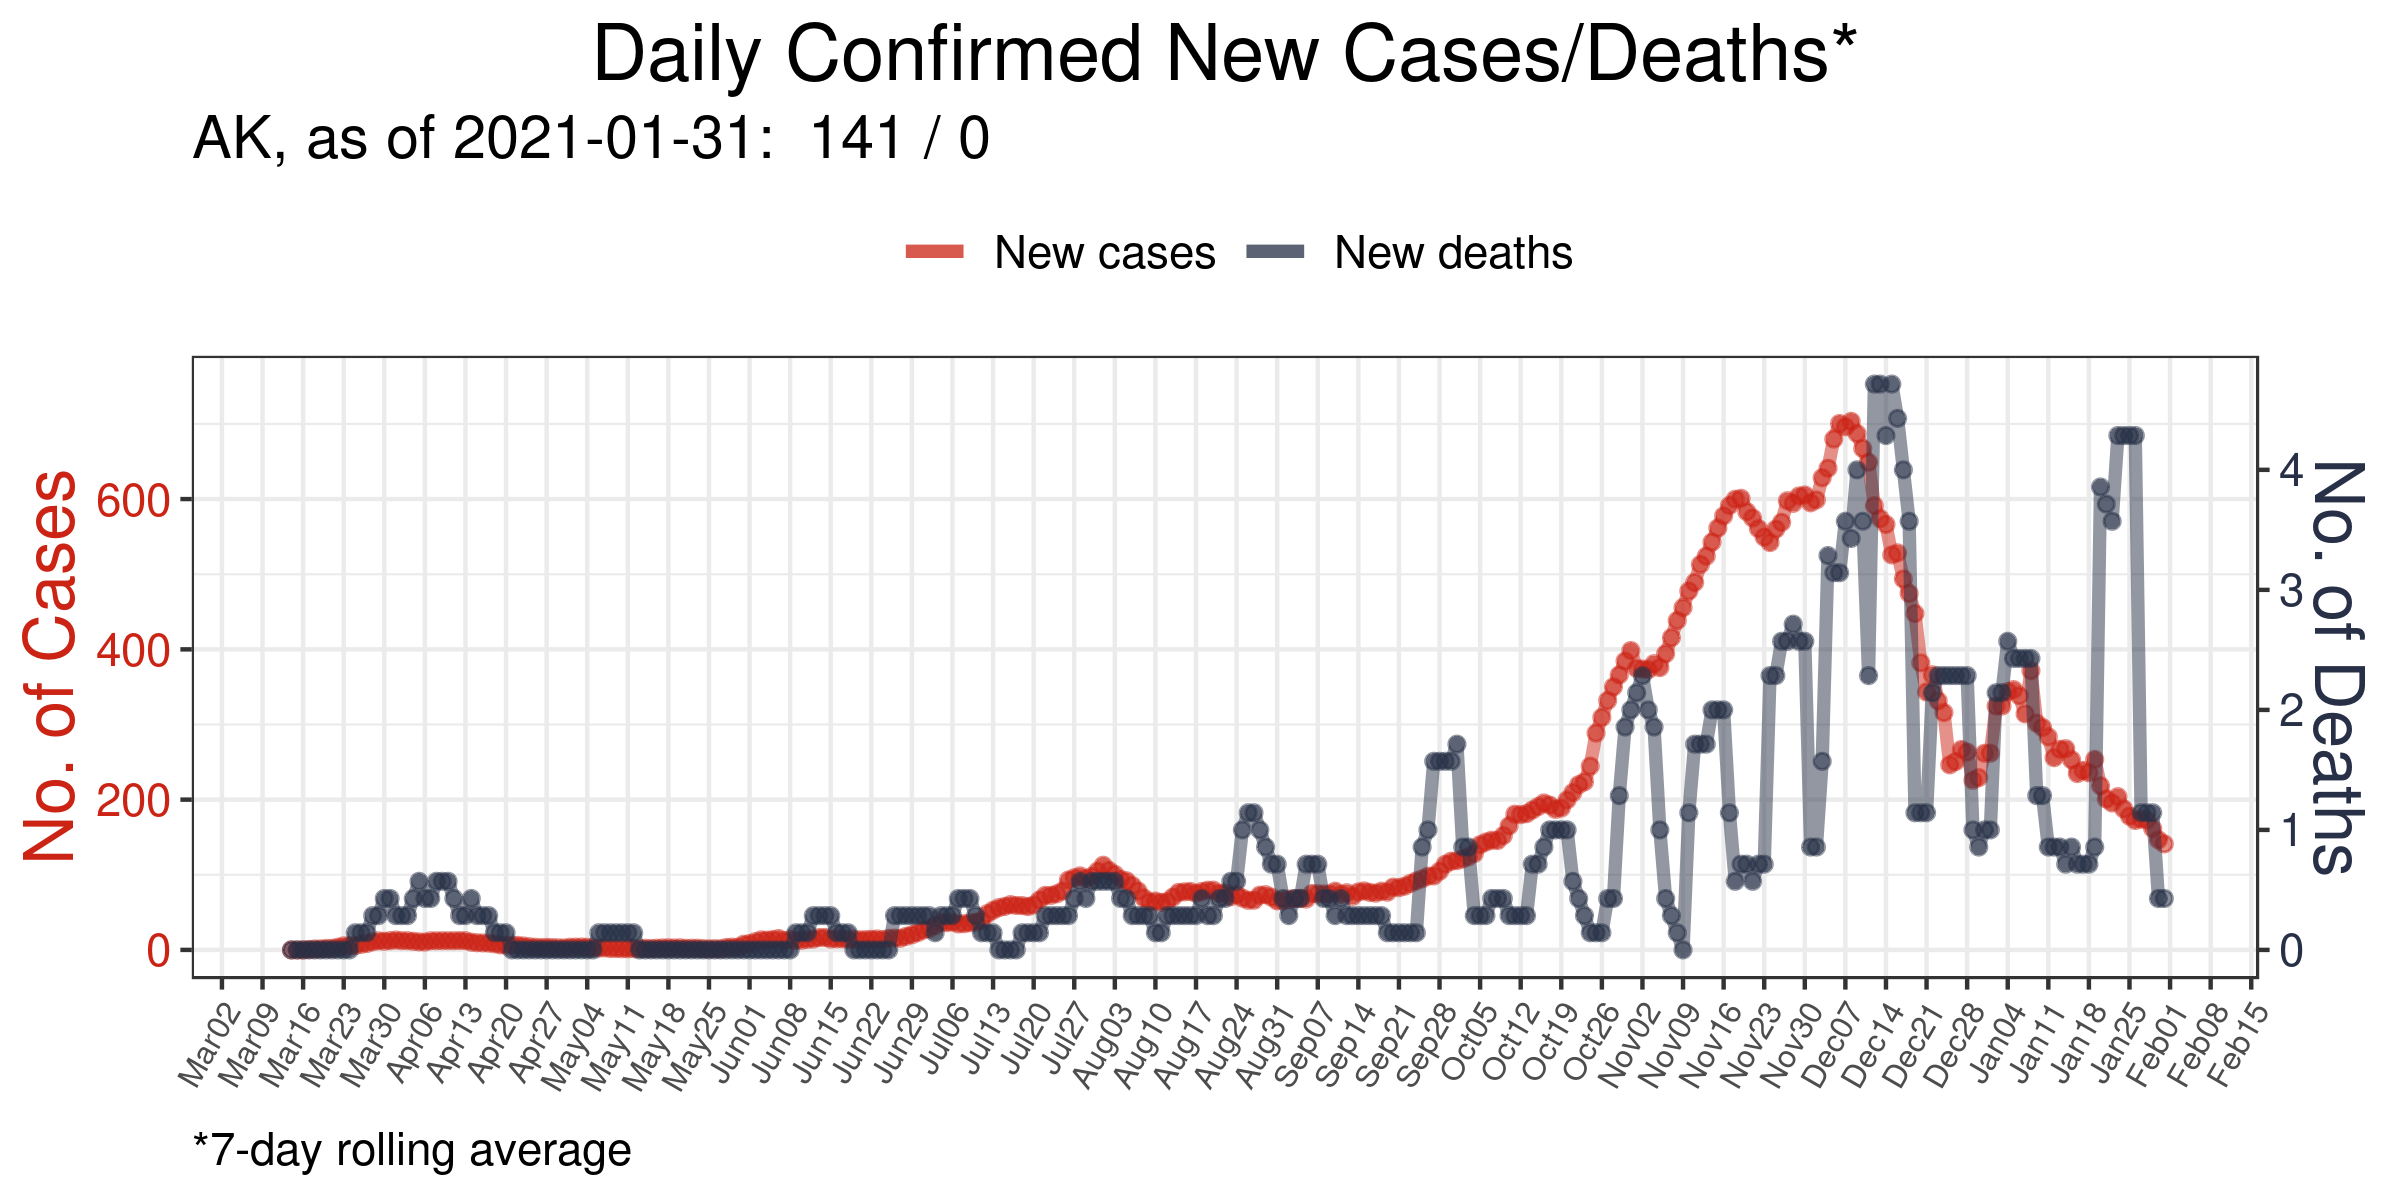 Daily Confirmed New Cases/Deaths*
AK, as of 2021-01-31:  141 / 0
New cases
New deaths
No. of Cases
600
400
200
0
4
3
2
1
0
No. of Deaths
Mar02
Mar09
Mar16
Mar23
Mar30
Apr06
Apr13
Apr20
Apr27
May04
May11
May18
May25
Jun01
Jun08
Jun15
Jun22
Jun29
Jul06
Jul13
Jul20
Jul27
Aug03
Aug10
Aug17
Aug24
Aug31
Sep07
Sep14
Sep21
Sep28
Oct05
Oct12
Oct19
Oct26
Nov02
Nov09
Nov16
Nov23
Nov30
Dec07
Dec14
Dec21
Dec28
Jan04
Jan11
Jan18
Jan25
Feb01
Feb08
Feb15
*7-day rolling average